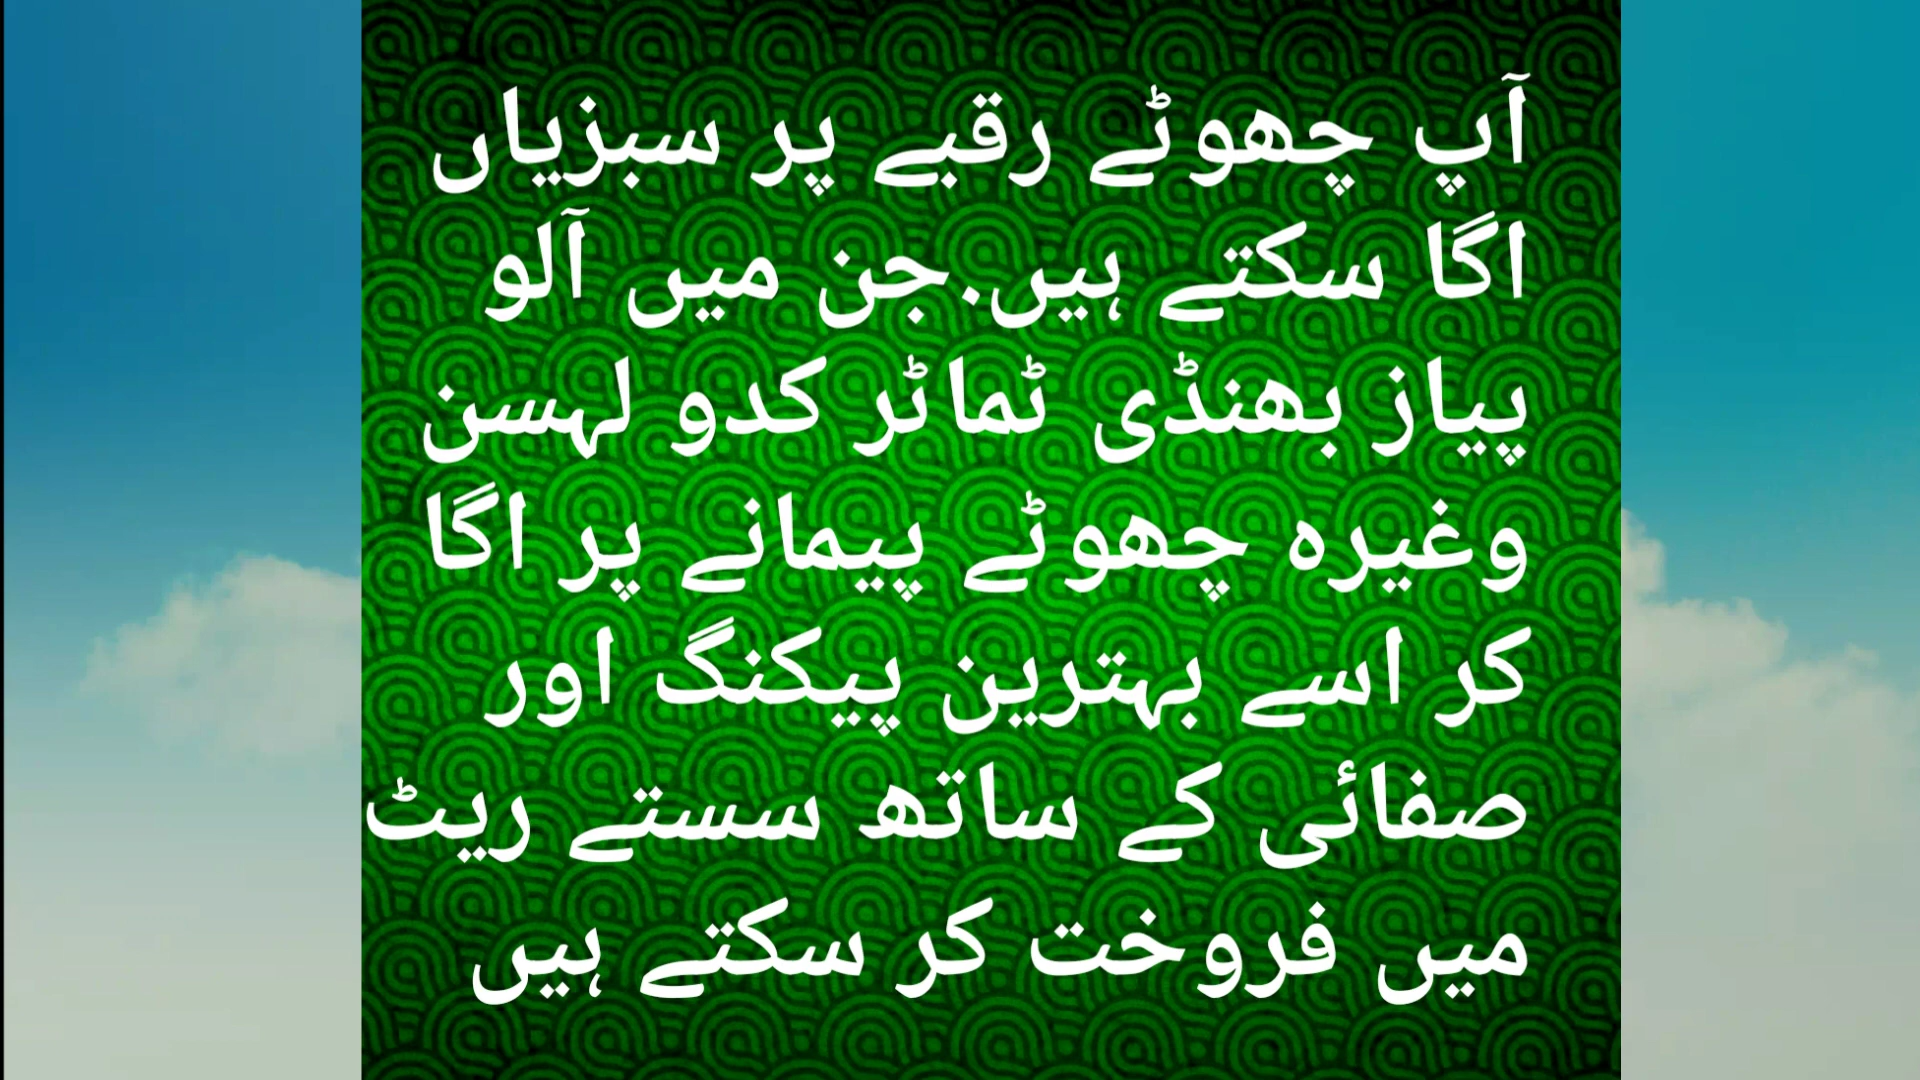 آپ چھوٹے رقبے پر سبزیاں
اگا سکتے ہیں.جن میں آلو
پیاز بھنڈی ٹماٹر کدو لہسن
وغیرہ چھوٹے پیمانے پر اگا
کر اسے بہترین پیکنگ اور
صفائی کے ساتھ سستے ریٹ
میں فروخت کر سکتے ہیں